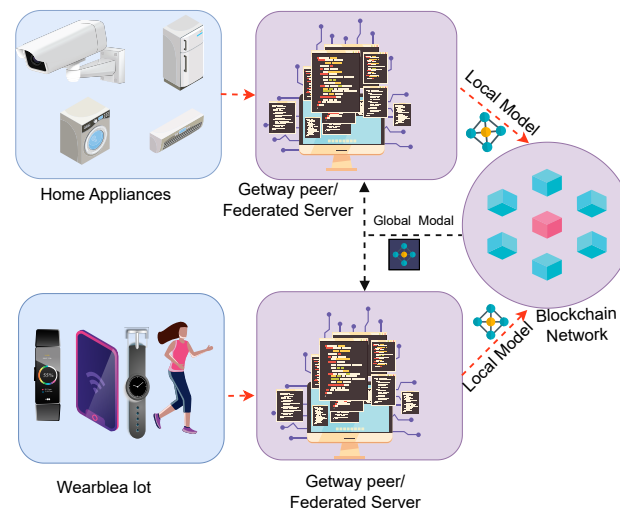 Local Model
Home Appliances
Getway peer/
Federated Server
Global Modal
Blockchain
Network
Local Model
Wearblea lot
Getway peer/
Federated Server